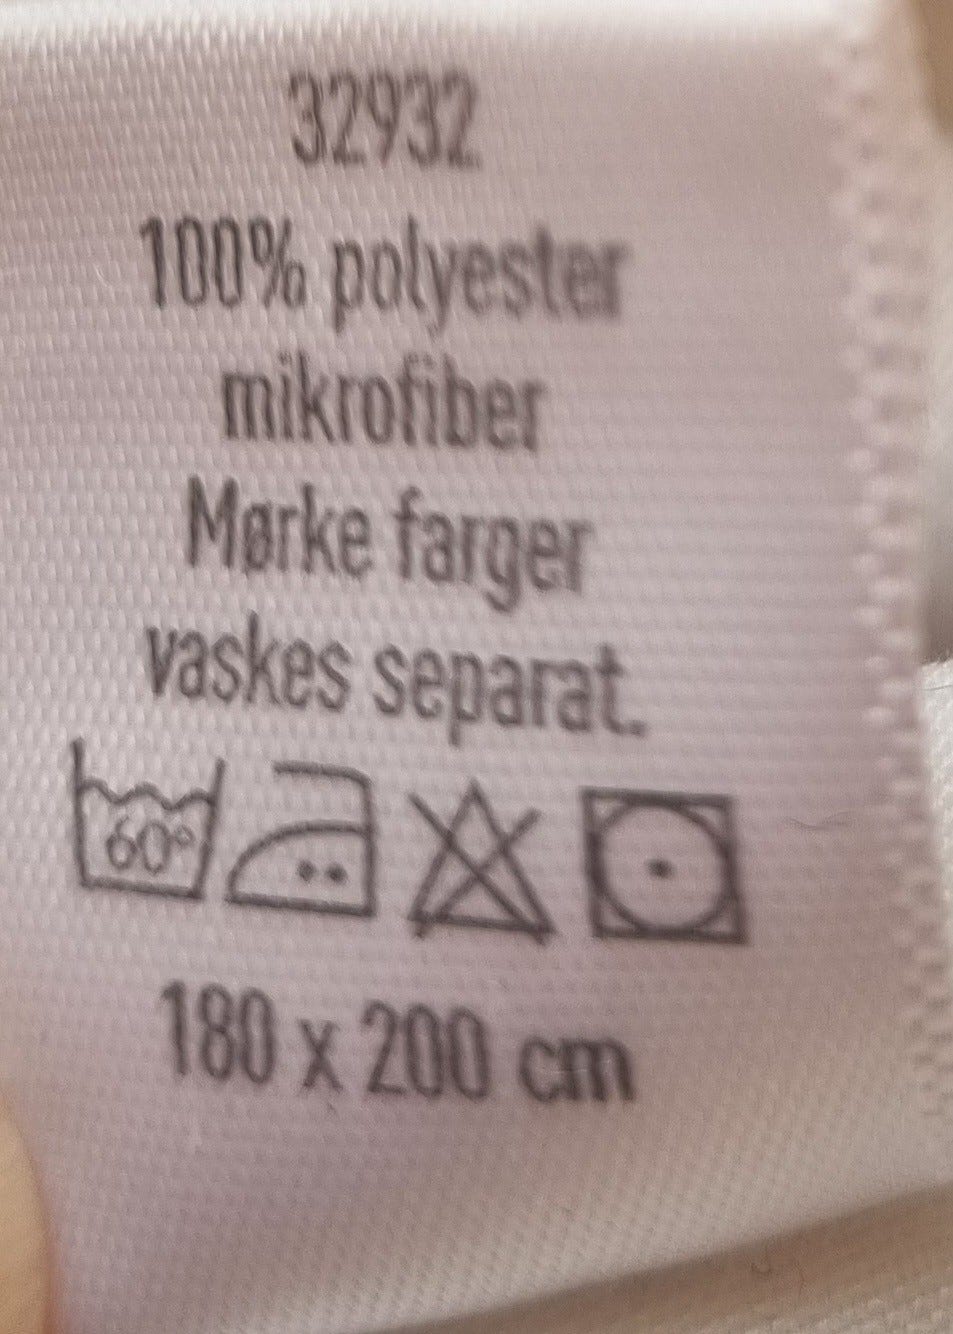 32932
100% polyester
mikrofiber
Mørke farger
vaskes separat.
60°
180 x 200 cm